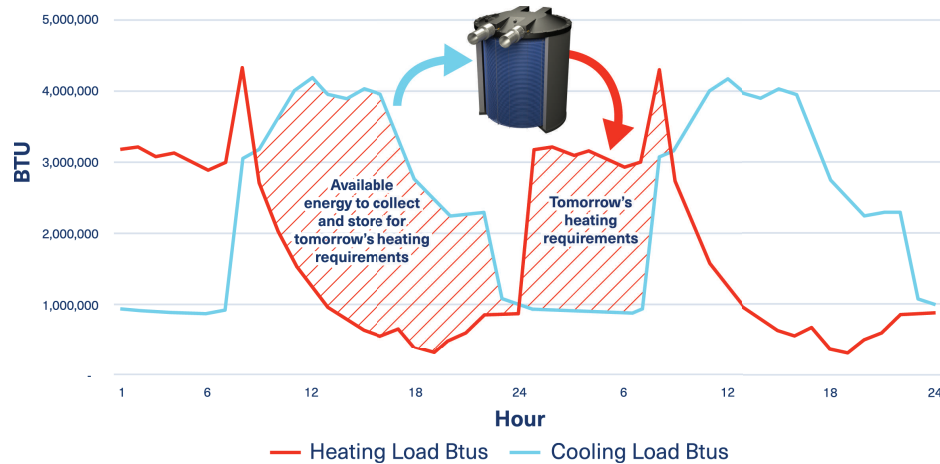 5,000,000
4,000,000
3,000,000
2,000,000
1,000,000
-
BTU
Available
energy to collect
and store for
tomorrow's heating
requirements
Tomorrow's
heating
requirements
1 6 12 18 24 6 12 18 24
Hour
Heating Load Btus Cooling Load Btus